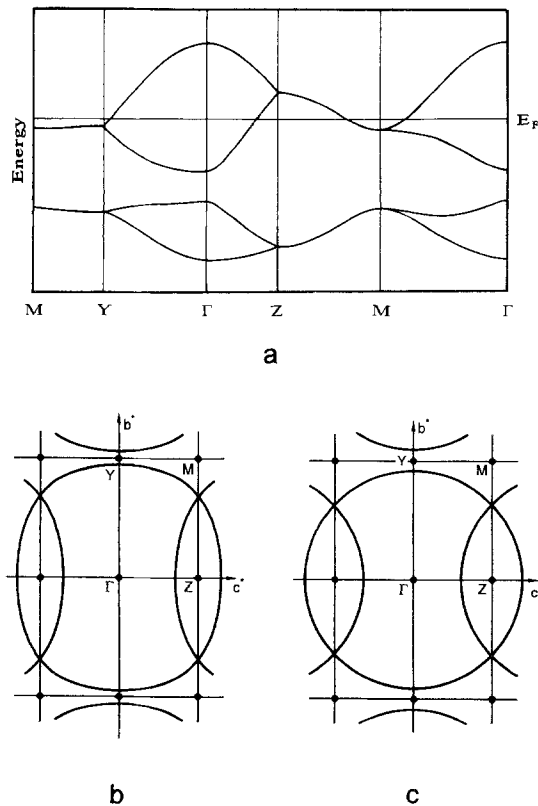 Energy
E_F
M Y Γ Z M Γ
a
b*
Y M
Γ Z c*
b*
Y M
Γ Z c
b c